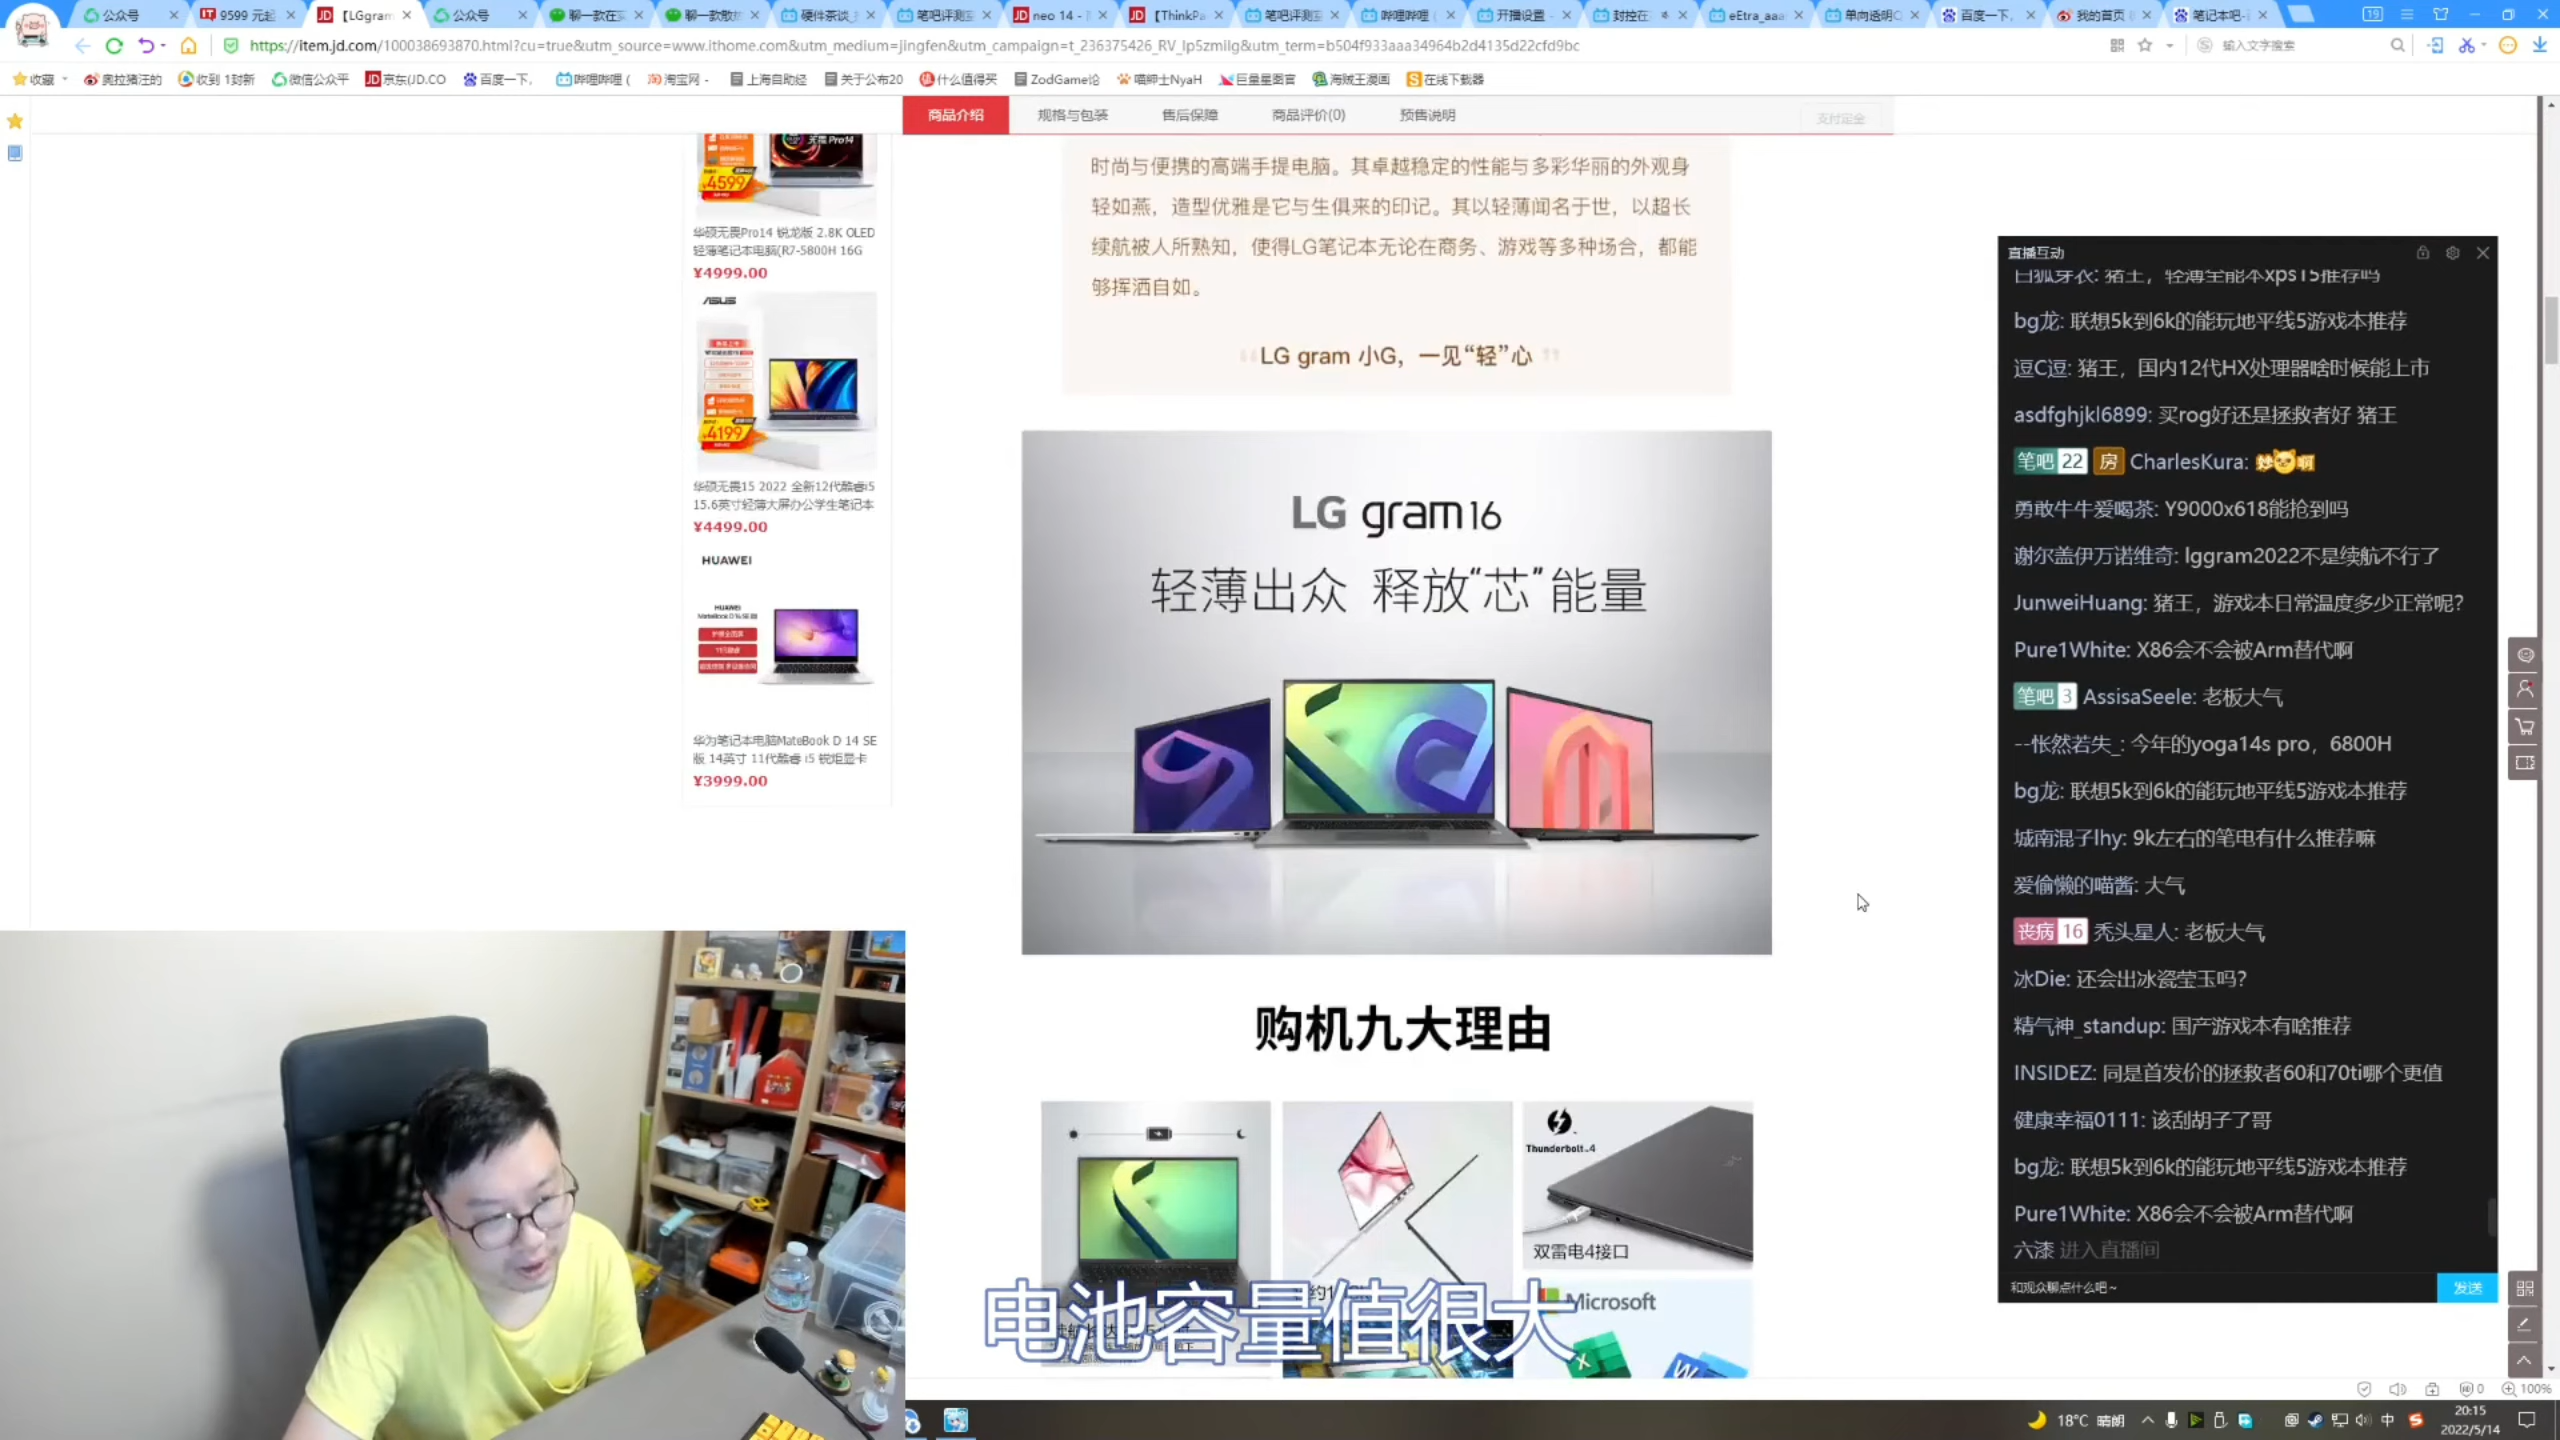 公众号
9599 元起
【LGgram
公众号
聊一款在
聊一款散
硬件茶谈_
笔吧评测室
neo 14 -
【ThinkPa
笔吧评测室
哔哩哔哩 (
开播设置 -
封控在
eEtra_aaa
单向透明
百度一下,
我的首页
笔记本吧-
19
https://item.jd.com/100038693870.html?cu=true&utm_source=www.ithome.com&utm_medium=jingfen&utm_campaign=t_236375426_RV_lp5zmilg&utm_term=b504f933aaa34964b2d4135d22cfd9bc
输入文字搜索
收藏
奥拉猪汪的
收到 1封新
微信公众平
京东(JD.CO
百度一下,
哔哩哔哩 (
淘宝网 -
上海自助经
关于公布20
什么值得买
ZodGame论
喵绅士NyaH
巨量星图官
海贼王漫画
在线下载器
商品介绍
规格与包装
售后保障
商品评价(0)
预售说明
支付定金
无畏 Pro14
4599
华硕无畏Pro14 锐龙版 2.8K OLED
轻薄笔记本电脑(R7-5800H 16G
¥4999.00
ASUS
4199
华硕无畏15 2022 全新12代酷睿i5
15.6英寸轻薄大屏办公学生笔记本
¥4499.00
HUAWEI
HUAWEI
华为笔记本电脑MateBook D 14 SE
版 14英寸 11代酷睿 i5 锐炬显卡
¥3999.00
时尚与便携的高端手提电脑。其卓越稳定的性能与多彩华丽的外观身
轻如燕，造型优雅是它与生俱来的印记。其以轻薄闻名于世，以超长
续航被人所熟知，使得LG笔记本无论在商务、游戏等多种场合，都能
够挥洒自如。
LG gram 小G，一见“轻”心
LG gram 16
轻薄出众 释放“芯”能量
购机九大理由
Thunderbolt 4
双雷电4接口
Microsoft
电池容量值很大
直播互动
白狐穿衣: 猪王，轻薄全能本xps15推荐吗
bg龙: 联想5k到6k的能玩地平线5游戏本推荐
逗C逗: 猪王，国内12代HX处理器啥时候能上市
asdfghjkl6899: 买rog好还是拯救者好 猪王
笔吧 22 房 CharlesKura: 妙啊
勇敢牛牛爱喝茶: Y9000x618能抢到吗
谢尔盖伊万诺维奇: lggram2022不是续航不行了
JunweiHuang: 猪王，游戏本日常温度多少正常呢?
Pure1White: X86会不会被Arm替代啊
笔吧 3 AssisaSeele: 老板大气
--怅然若失_: 今年的yoga14s pro，6800H
bg龙: 联想5k到6k的能玩地平线5游戏本推荐
城南混子lhy: 9k左右的笔电有什么推荐嘛
爱偷懒的喵酱: 大气
丧病 16 秃头星人: 老板大气
冰Die: 还会出冰瓷莹玉吗?
精气神_standup: 国产游戏本有啥推荐
INSIDEZ: 同是首发价的拯救者60和70ti哪个更值
健康幸福0111: 该刮胡子了哥
bg龙: 联想5k到6k的能玩地平线5游戏本推荐
Pure1White: X86会不会被Arm替代啊
六漆 进入直播间
和观众聊点什么吧~
发送
0
100%
18°C 晴朗
中
20:15
2022/5/14